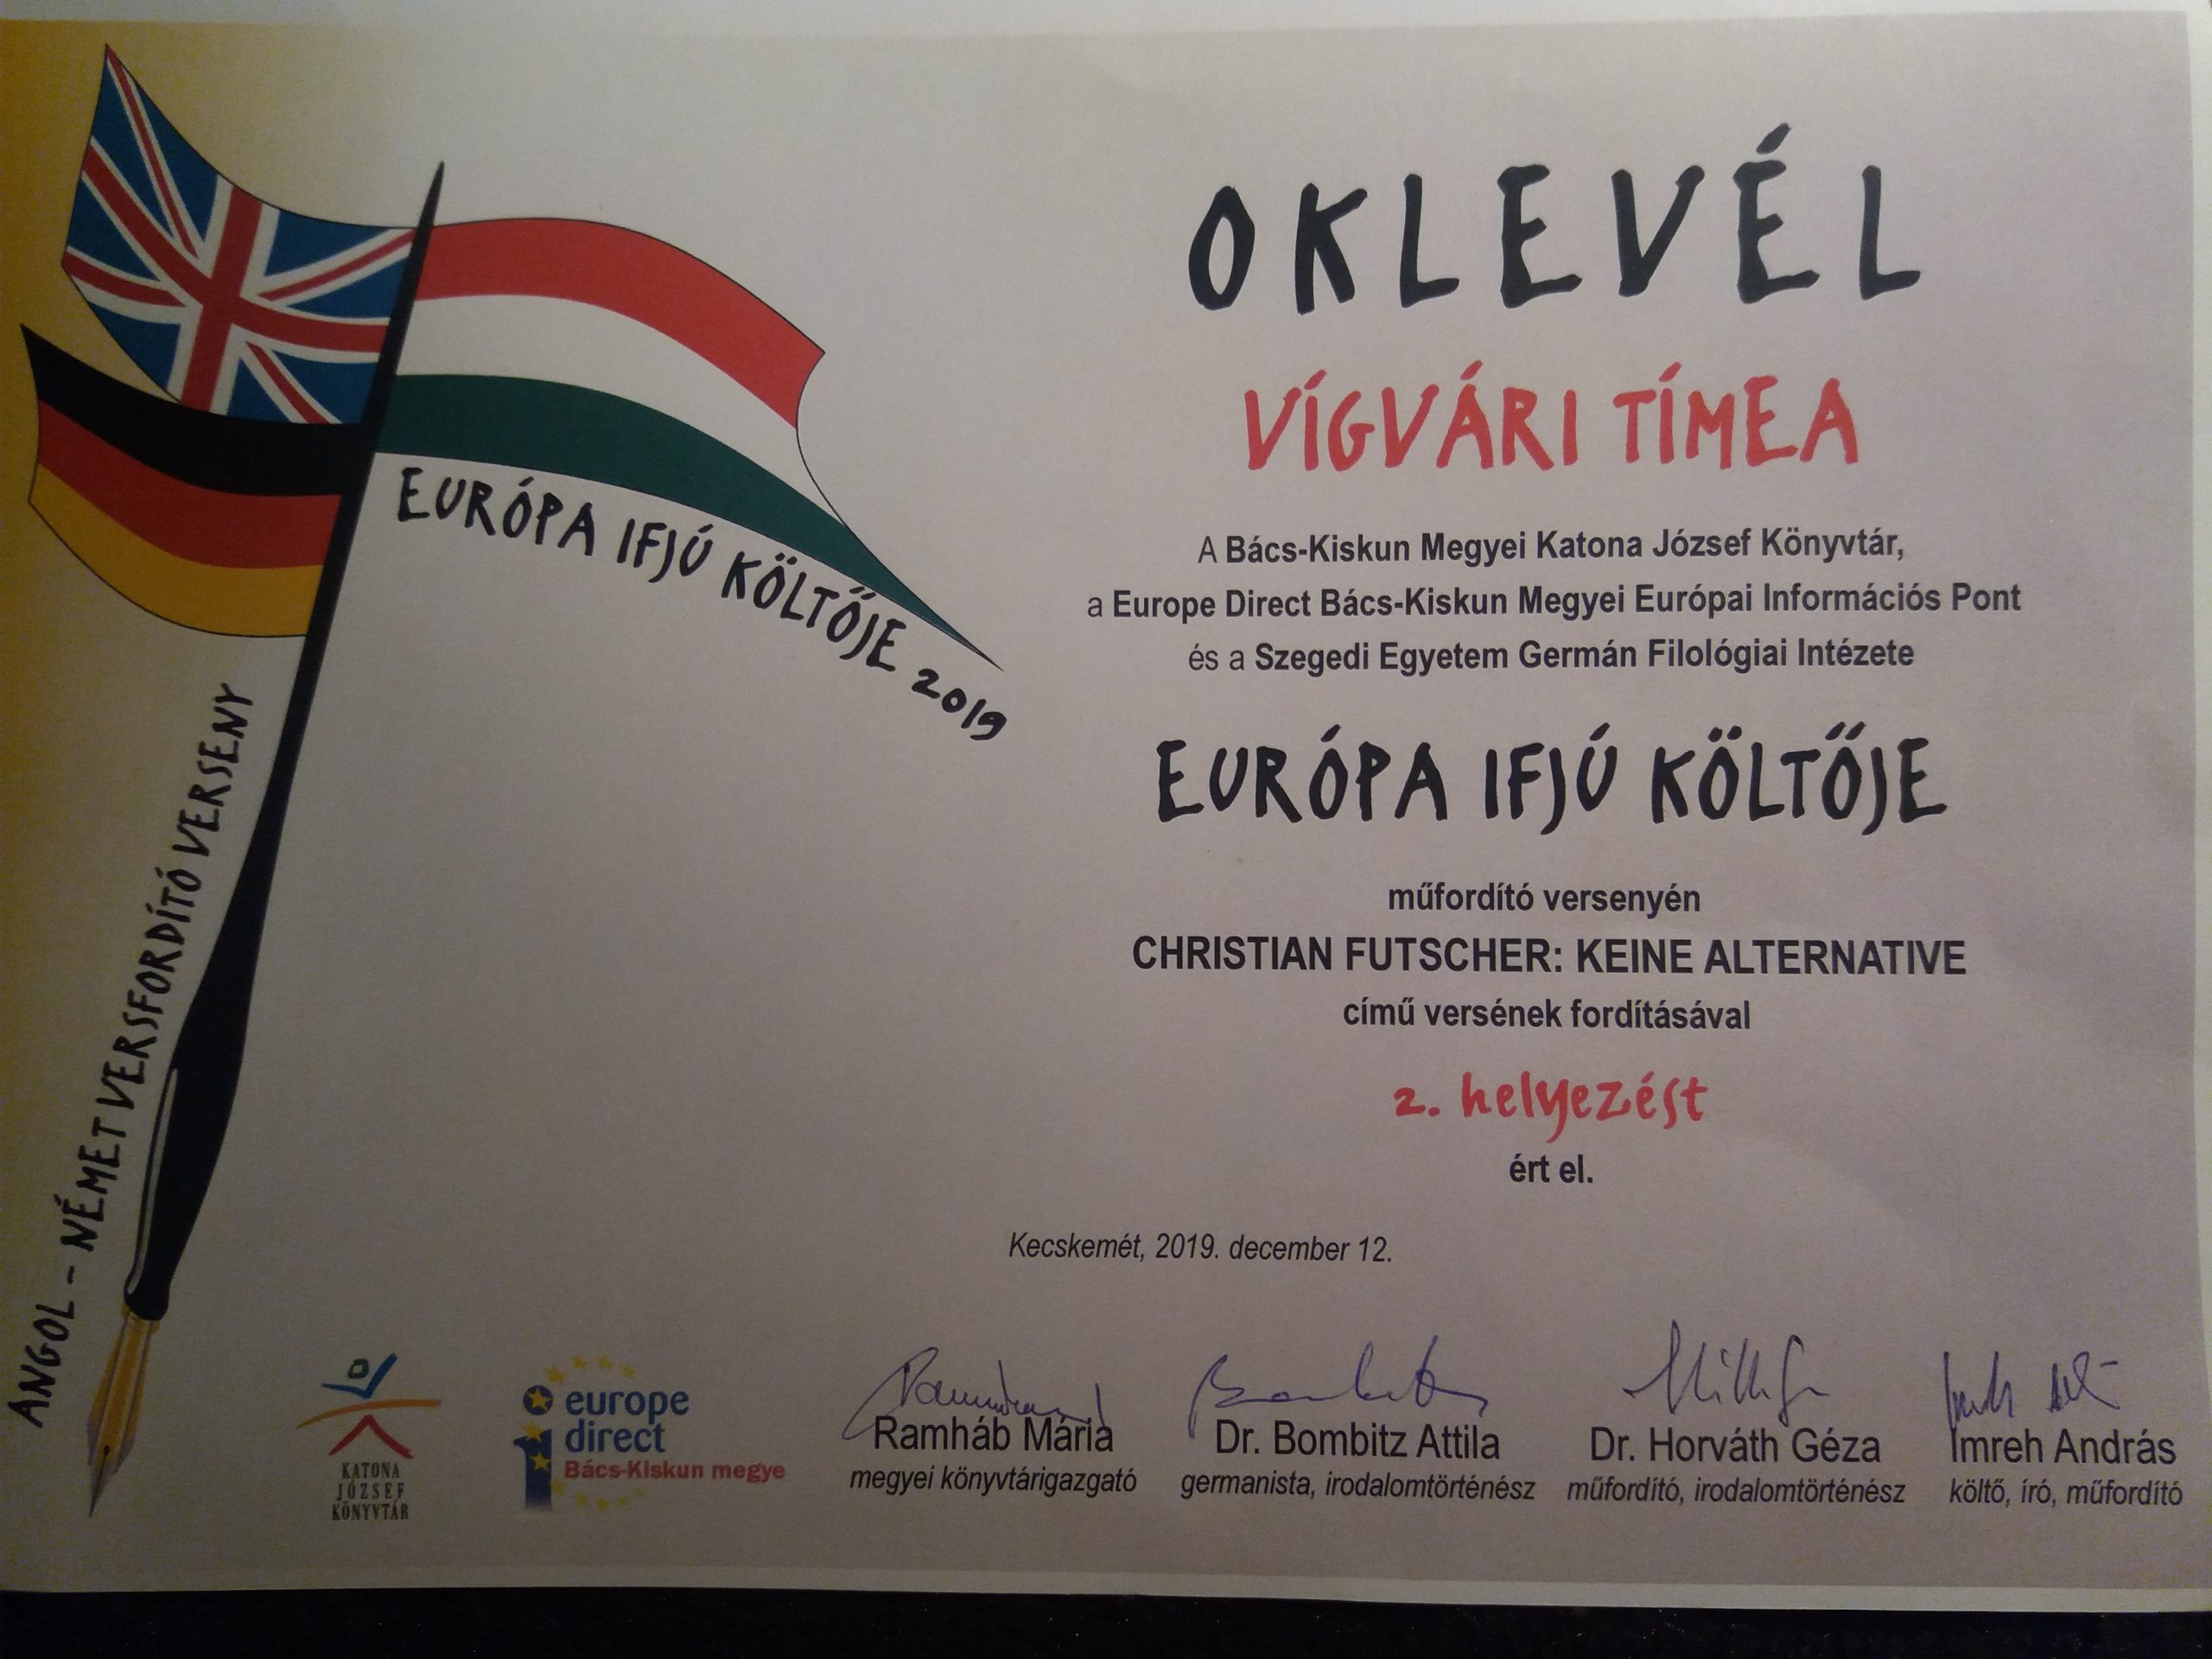 OKLEVÉL
VÍGVÁRI TÍMEA
A Bács-Kiskun Megyei Katona József Könyvtár,
a Europe Direct Bács-Kiskun Megyei Európai Információs Pont
és a Szegedi Egyetem Germán Filológiai Intézete
EURÓPA IFJÚ KÖLTŐJE
műfordító versenyén
CHRISTIAN FUTSCHER: KEINE ALTERNATIVE
című versének fordításával
2. helyezést
ért el.
Kecskemét, 2019. december 12.
EURÓPA IFJÚ KÖLTŐJE 2019
ANGOL - NÉMET VERSFORDÍTÓ VERSENY
KATONA
JÓZSEF
KÖNYVTÁR
europe
direct
Bács-Kiskun megye
Ramháb Mária
megyei könyvtárigazgató
Dr. Bombitz Attila
germanista, irodalomtörténész
Dr. Horváth Géza
műfordító, irodalomtörténész
Imreh András
költő, író, műfordító